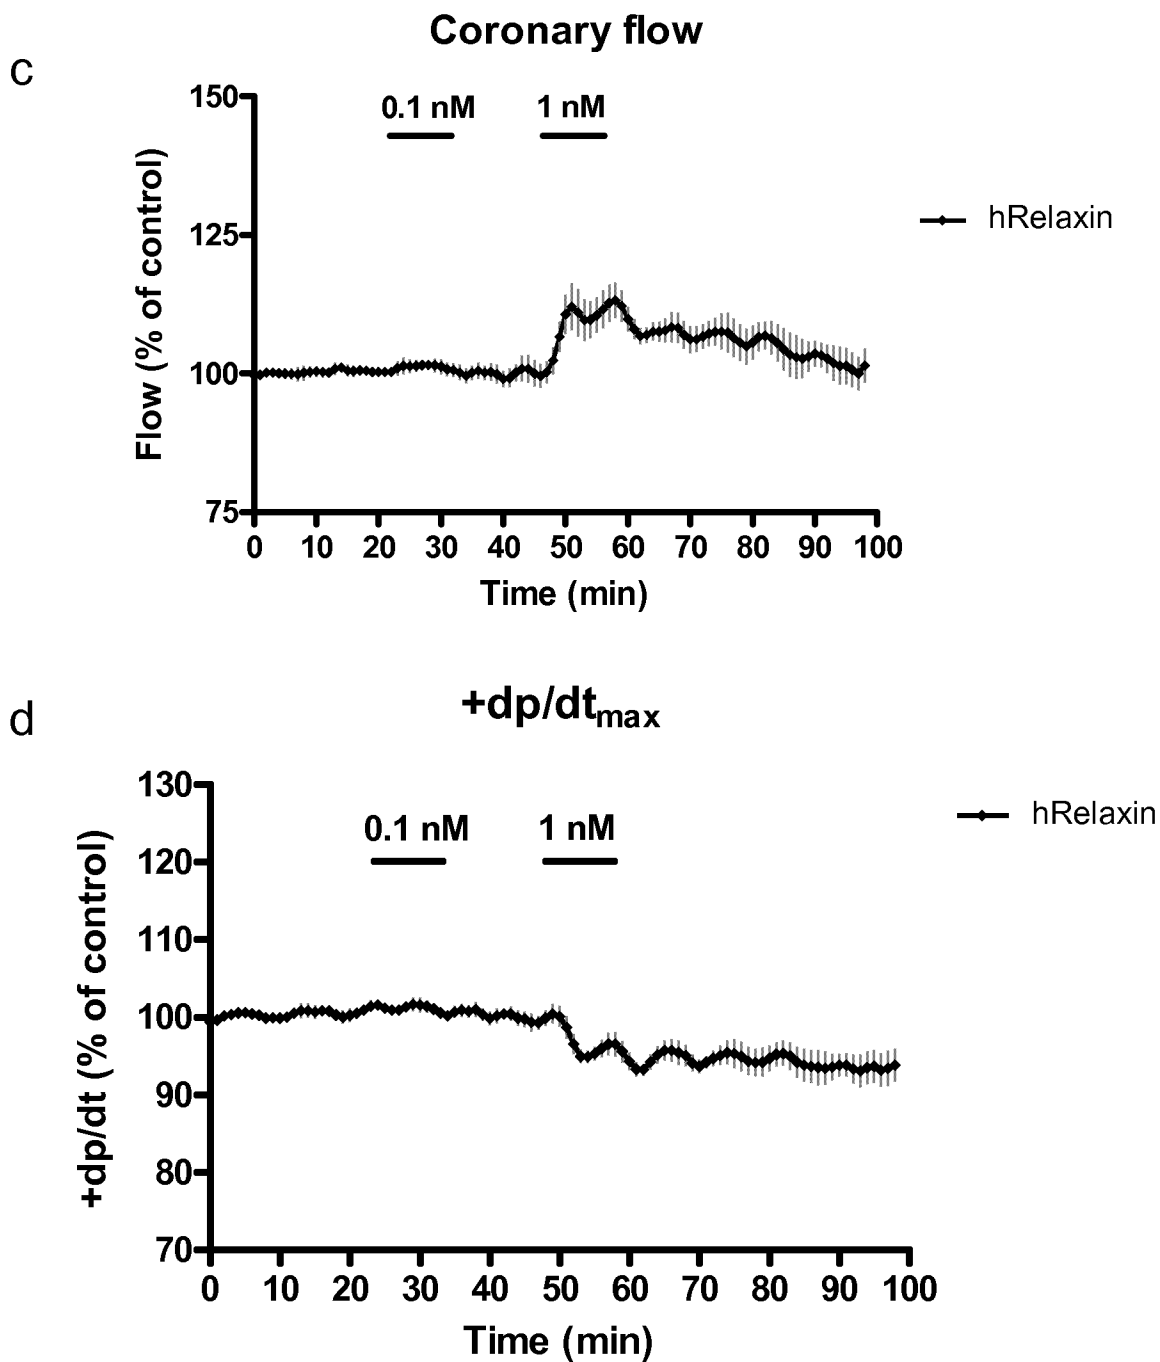 Coronary flow
c
150
0.1 nM 1 nM
125
hRelaxin
100
75
Flow (% of control)
0 10 20 30 40 50 60 70 80 90 100
Time (min)
+dp/dtmax
d
130
0.1 nM 1 nM
hRelaxin
120
110
100
90
80
70
+dp/dt (% of control)
0 10 20 30 40 50 60 70 80 90 100
Time (min)